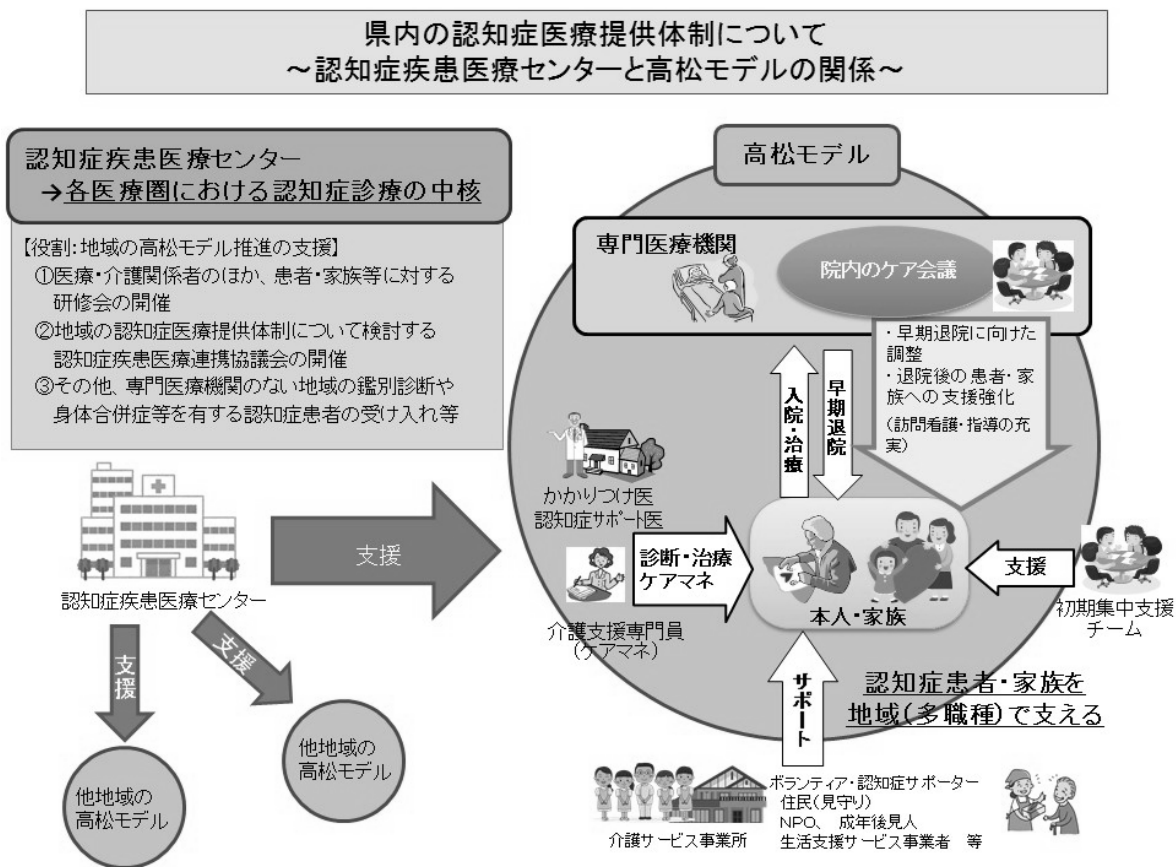 県内の認知症医療提供体制について
～認知症疾患医療センターと高松モデルの関係～
認知症疾患医療センター
→各医療圏における認知症診療の中核
【役割:地域の高松モデル推進の支援】
①医療・介護関係者のほか、患者・家族等に対する
研修会の開催
②地域の認知症医療提供体制について検討する
認知症疾患医療連携協議会の開催
③その他、専門医療機関のない地域の鑑別診断や
身体合併症等を有する認知症患者の受け入れ等
認知症疾患医療センター
支援
支援
支援
他地域の
高松モデル
他地域の
高松モデル
高松モデル
専門医療機関
院内のケア会議
・早期退院に向けた
調整
・退院後の患者・家
族への支援強化
(訪問看護・指導の充
実)
入院・治療
早期退院
かかりつけ医
認知症サポート医
診断・治療
ケアマネ
介護支援専門員
(ケアマネ)
本人・家族
支援
初期集中支援
チーム
サポート
認知症患者・家族を
地域(多職種)で支える
介護サービス事業所
ボランティア・認知症サポーター
住民(見守り)
NPO、 成年後見人
生活支援サービス事業者 等